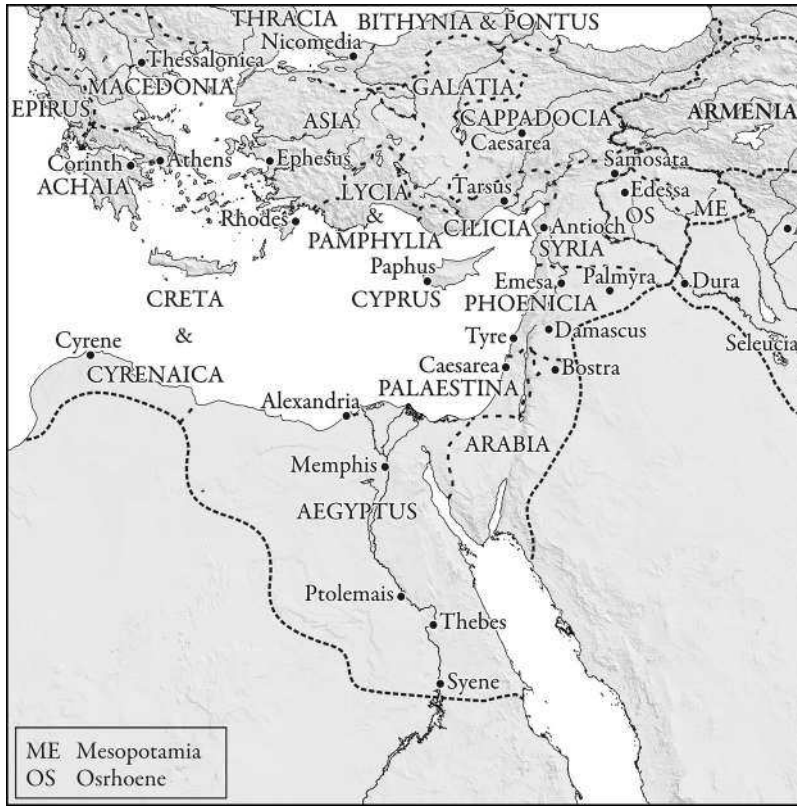 THRACIA
BITHYNIA & PONTUS
Nicomedia
Thessalonica
MACEDONIA
GALATIA
EPIRUS
ASIA
CAPPADOCIA
Caesarea
ARMENIA
Corinth
Athens
Ephesus
Samosata
ACHAIA
LYCIA
&
PAMPHYLIA
Tarsus
Edessa
OS
ME
Rhodes
CILICIA
Antioch
SYRIA
Paphus
CYPRUS
Emesa
Palmyra
Dura
PHOENICIA
CRETA
&
CYRENAICA
Cyrene
Tyre
Damascus
Seleucia
Caesarea
Bostra
PALAESTINA
Alexandria
ARABIA
Memphis
AEGYPTUS
Ptolemais
Thebes
Syene
ME Mesopotamia
OS Osrhoene